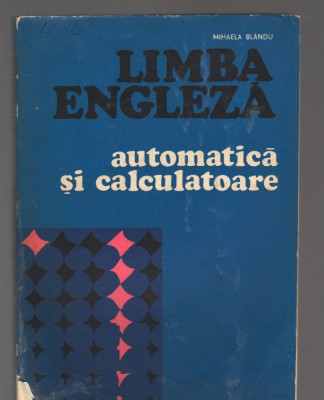 MIHAELA BLÂNDU
LIMBA
ENGLEZĂ
automatică
și calculatoare